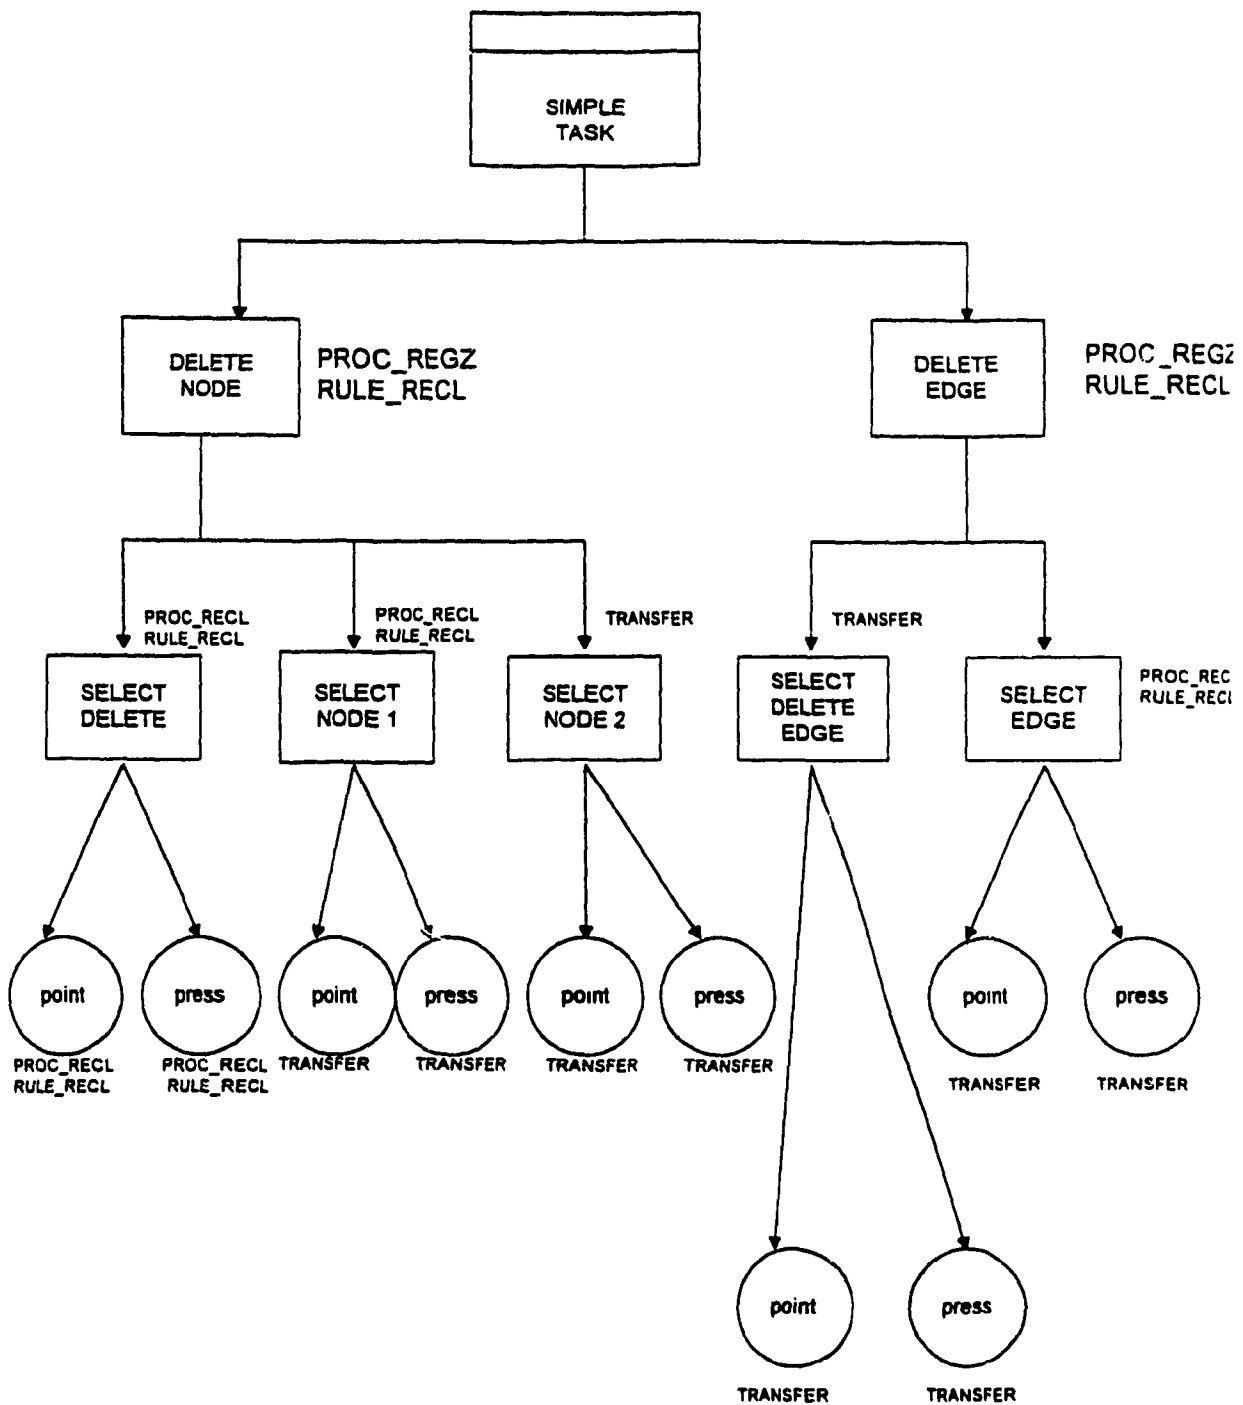 SIMPLE
TASK
DELETE
NODE
PROC_REGZ
RULE_RECL
DELETE
EDGE
PROC_REGZ
RULE_RECL
PROC_RECL
RULE_RECL
PROC_RECL
RULE_RECL
TRANSFER
TRANSFER
SELECT
DELETE
SELECT
NODE 1
SELECT
NODE 2
SELECT
DELETE
EDGE
SELECT
EDGE
PROC_REC
RULE_RECL
point
press
point
press
point
press
point
press
PROC_RECL
RULE_RECL
PROC_RECL
RULE_RECL
TRANSFER
TRANSFER
TRANSFER
TRANSFER
TRANSFER
TRANSFER
point
press
TRANSFER
TRANSFER